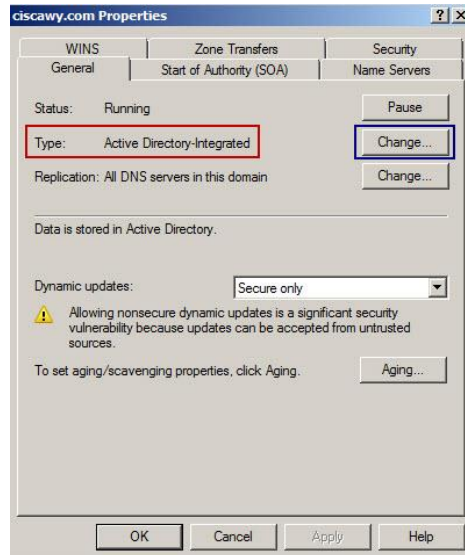 ciscawy.com Properties
? X
WINS Zone Transfers Security
General Start of Authority (SOA) Name Servers
Status: Running Pause
Type: Active Directory-Integrated Change...
Replication: All DNS servers in this domain Change...
Data is stored in Active Directory.
Dynamic updates: Secure only
Allowing nonsecure dynamic updates is a significant security
vulnerability because updates can be accepted from untrusted
sources.
To set aging/scavenging properties, click Aging. Aging...
OK Cancel Apply Help